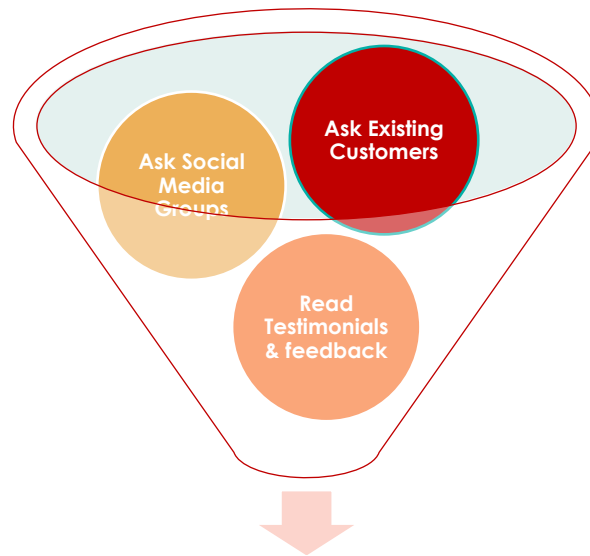 Ask Existing
Customers
Ask Social
Media
Groups
Read
Testimonials
& feedback